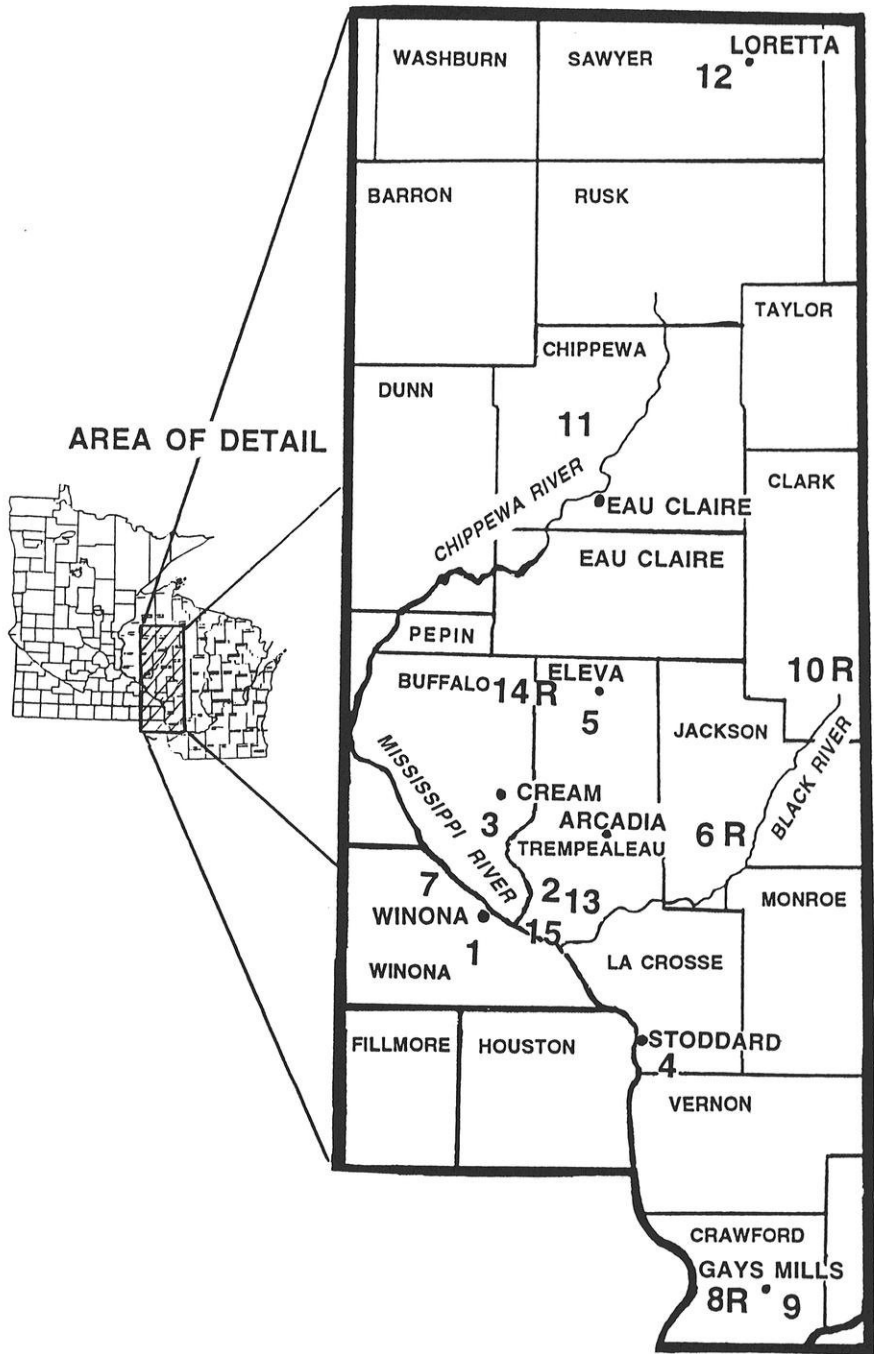 WASHBURN
SAWYER
LORETTA
12
BARRON
RUSK
TAYLOR
CHIPPEWA
DUNN
AREA OF DETAIL
11
CLARK
CHIPPEWA RIVER
EAU CLAIRE
EAU CLAIRE
PEPIN
BUFFALO
14 R
ELEVA
5
10 R
JACKSON
BLACK RIVER
MISSISSIPPI RIVER
CREAM
3
ARCADIA
TREMPEALEAU
6 R
7
2
13
MONROE
WINONA
1
15
WINONA
LA CROSSE
FILLMORE
HOUSTON
STODDARD
4
VERNON
CRAWFORD
GAYS MILLS
8R
9